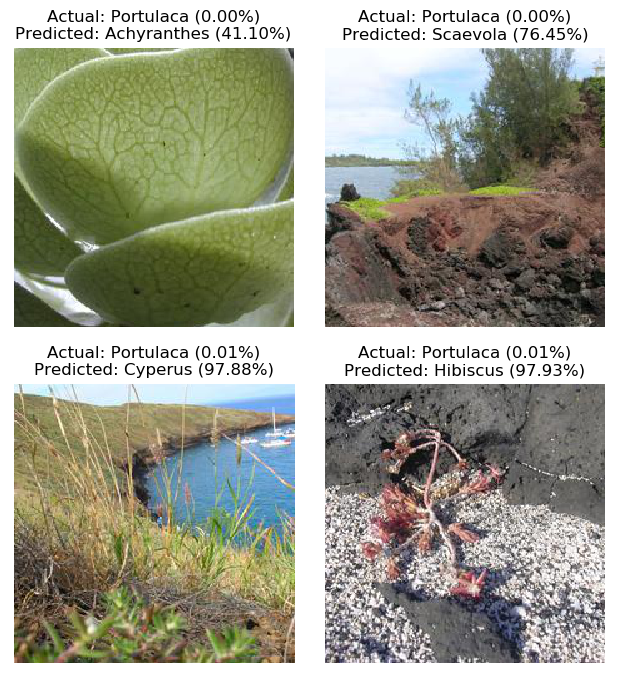 Actual: Portulaca (0.00%)
Predicted: Achyranthes (41.10%)
Actual: Portulaca (0.00%)
Predicted: Scaevola (76.45%)
Actual: Portulaca (0.01%)
Predicted: Cyperus (97.88%)
Actual: Portulaca (0.01%)
Predicted: Hibiscus (97.93%)